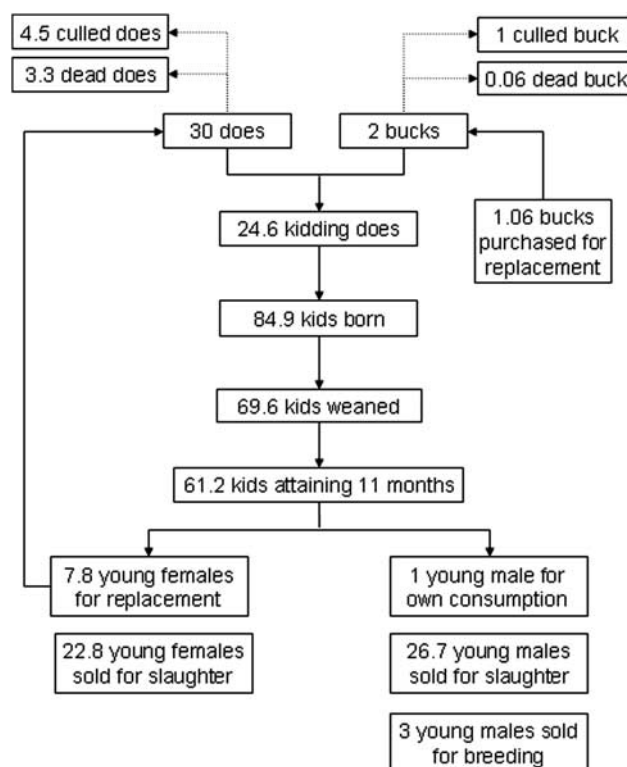 4.5 culled does
1 culled buck
3.3 dead does
0.06 dead buck
30 does
2 bucks
1.06 bucks
purchased for
replacement
24.6 kidding does
84.9 kids born
69.6 kids weaned
61.2 kids attaining 11 months
7.8 young females
for replacement
1 young male for
own consumption
22.8 young females
sold for slaughter
26.7 young males
sold for slaughter
3 young males sold
for breeding